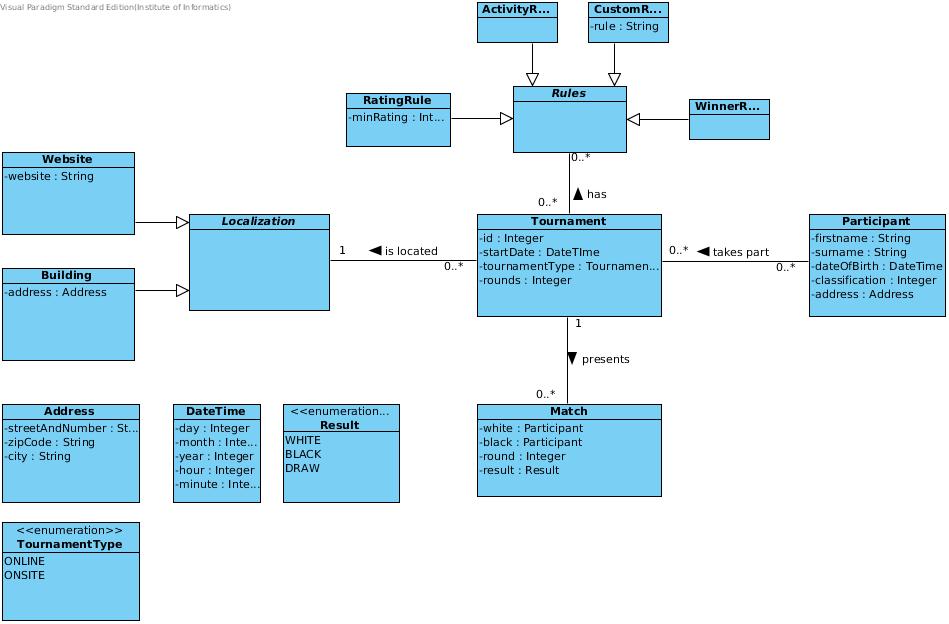 Visual Paradigm Standard Edition(Institute of Informatics)
ActivityR...
CustomR...
-rule : String
Rules
RatingRule
-minRating : Int...
WinnerR...
Website
-website : String
0..*
has
0..*
Localization
Tournament
-id : Integer
-startDate : DateTIme
-tournamentType : Tournamen...
-rounds : Integer
Participant
-firstname : String
-surname : String
-dateOfBirth : DateTime
-classification : Integer
-address : Address
1
is located
0..*
0..*
takes part
0..*
Building
-address : Address
1
presents
0..*
Address
-streetAndNumber : St...
-zipCode : String
-city : String
DateTime
-day : Integer
-month : Inte...
-year : Integer
-hour : Integer
-minute : Inte...
<<enumeration...
Result
WHITE
BLACK
DRAW
Match
-white : Participant
-black : Participant
-round : Integer
-result : Result
<<enumeration>>
TournamentType
ONLINE
ONSITE